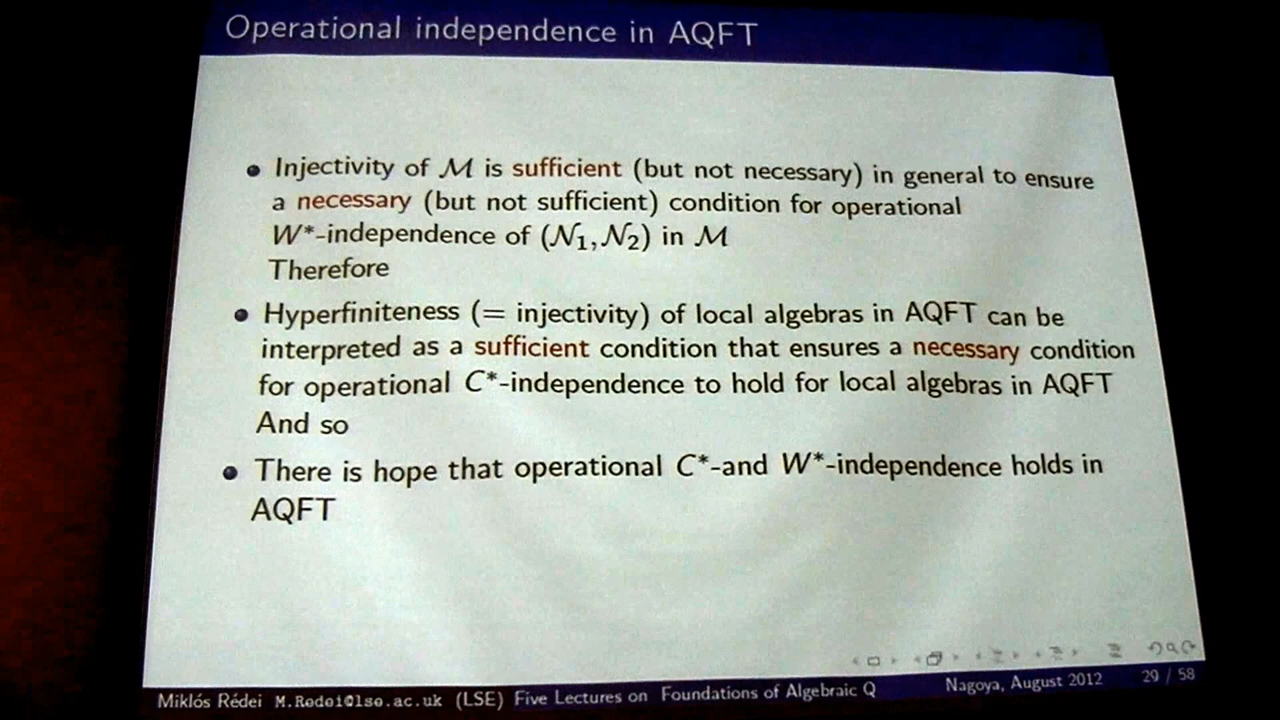 Operational independence in AQFT
• Injectivity of ℳ is sufficient (but not necessary) in general to ensure
a necessary (but not sufficient) condition for operational
W*-independence of (𝒩₁, 𝒩₂) in ℳ
Therefore
• Hyperfiniteness (= injectivity) of local algebras in AQFT can be
interpreted as a sufficient condition that ensures a necessary condition
for operational C*-independence to hold for local algebras in AQFT
And so
• There is hope that operational C*-and W*-independence holds in
AQFT
Miklós Rédei M.Redei@lse.ac.uk (LSE) Five Lectures on Foundations of Algebraic Q Nagoya, August 2012 29 / 58